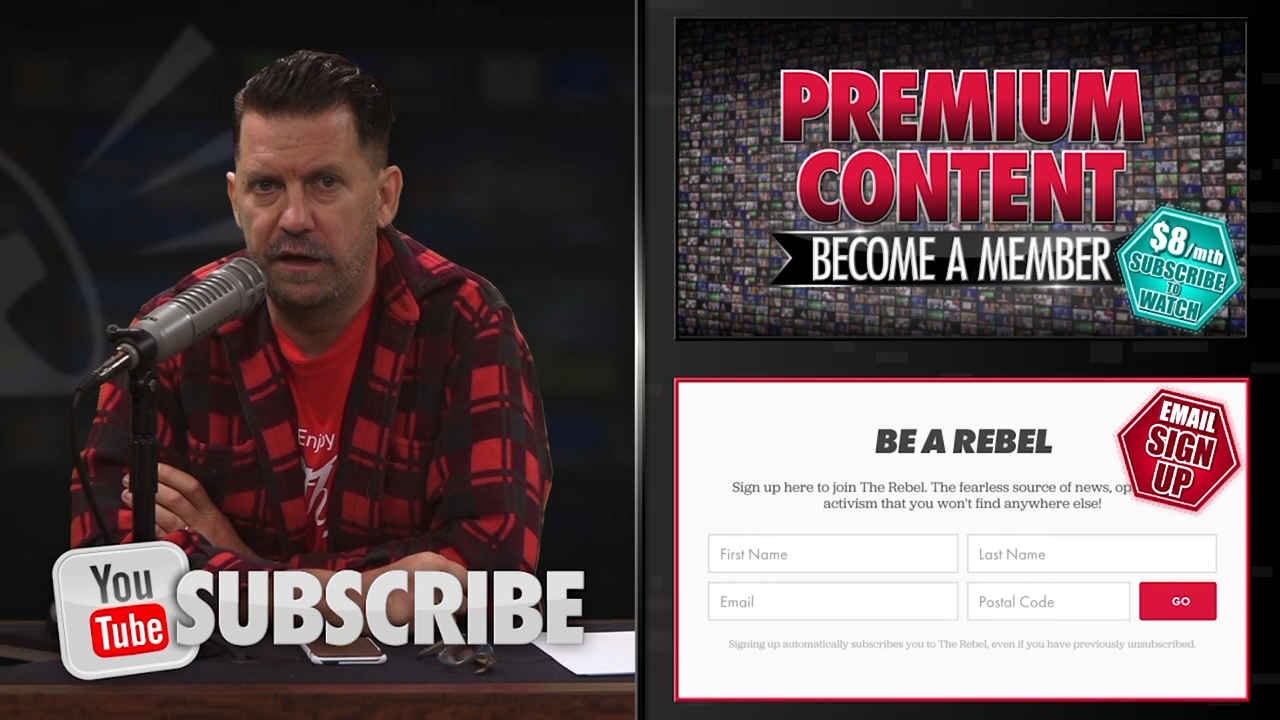 Enjoy
You
Tube
SUBSCRIBE
PREMIUM
CONTENT
BECOME A MEMBER
$8/mth
SUBSCRIBE
TO
WATCH
BE A REBEL
EMAIL
SIGN
UP
Sign up here to join The Rebel. The fearless source of news,
activism that you won't find anywhere else!
First Name
Last Name
Email
Postal Code
GO
Signing up automatically subscribes you to The Rebel, even if you have previously unsubscribed.